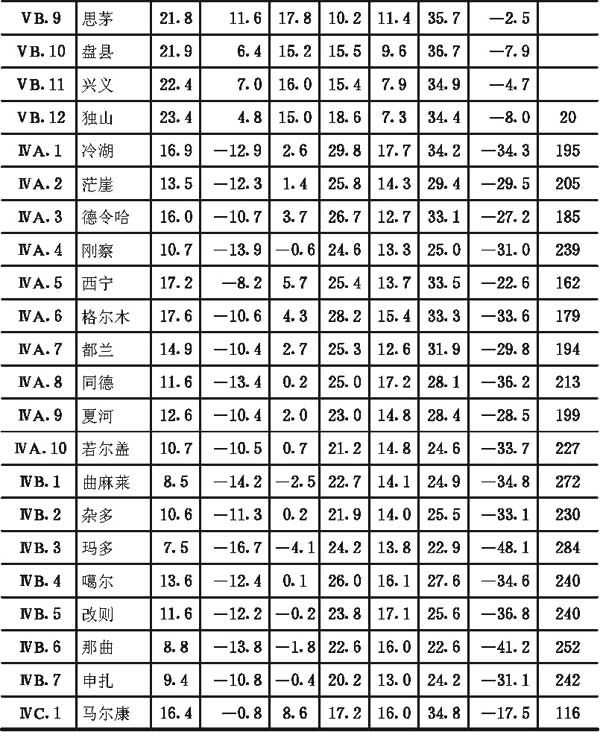 ⅤB.9 思茅 21.8 11.6 17.8 10.2 11.4 35.7 −2.5
ⅤB.10 盘县 21.9 6.4 15.2 15.5 9.6 36.7 −7.9
ⅤB.11 兴义 22.4 7.0 16.0 15.4 7.9 34.9 −4.7
ⅤB.12 独山 23.4 4.8 15.0 18.6 7.3 34.4 −8.0 20
ⅣA.1 冷湖 16.9 −12.9 2.6 29.8 17.7 34.2 −34.3 195
ⅣA.2 茫崖 13.5 −12.3 1.4 25.8 14.3 29.4 −29.5 205
ⅣA.3 德令哈 16.0 −10.7 3.7 26.7 12.7 33.1 −27.2 185
ⅣA.4 刚察 10.7 −13.9 −0.6 24.6 13.3 25.0 −31.0 239
ⅣA.5 西宁 17.2 −8.2 5.7 25.4 13.7 33.5 −22.6 162
ⅣA.6 格尔木 17.6 −10.6 4.3 28.2 15.4 33.3 −33.6 179
ⅣA.7 都兰 14.9 −10.4 2.7 25.3 12.6 31.9 −29.8 194
ⅣA.8 同德 11.6 −13.4 0.2 25.0 17.2 28.1 −36.2 213
ⅣA.9 夏河 12.6 −10.4 2.0 23.0 14.8 28.4 −28.5 199
ⅣA.10 若尔盖 10.7 −10.5 0.7 21.2 14.8 24.6 −33.7 227
ⅣB.1 曲麻莱 8.5 −14.2 −2.5 22.7 14.1 24.9 −34.8 272
ⅣB.2 杂多 10.6 −11.3 0.2 21.9 14.0 25.5 −33.1 230
ⅣB.3 玛多 7.5 −16.7 −4.1 24.2 13.8 22.9 −48.1 284
ⅣB.4 噶尔 13.6 −12.4 0.1 26.0 16.1 27.6 −34.6 240
ⅣB.5 改则 11.6 −12.2 −0.2 23.8 17.1 25.6 −36.8 240
ⅣB.6 那曲 8.8 −13.8 −1.8 22.6 16.0 22.6 −41.2 252
ⅣB.7 申扎 9.4 −10.8 −0.4 20.2 13.0 24.2 −31.1 242
ⅣC.1 马尔康 16.4 −0.8 8.6 17.2 16.0 34.8 −17.5 116